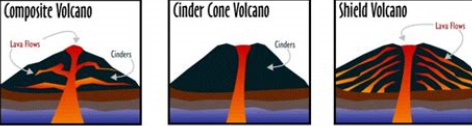 Composite Volcano
Lava Flows
Cinders
Cinder Cone Volcano
Cinders
Shield Volcano
Lava Flows